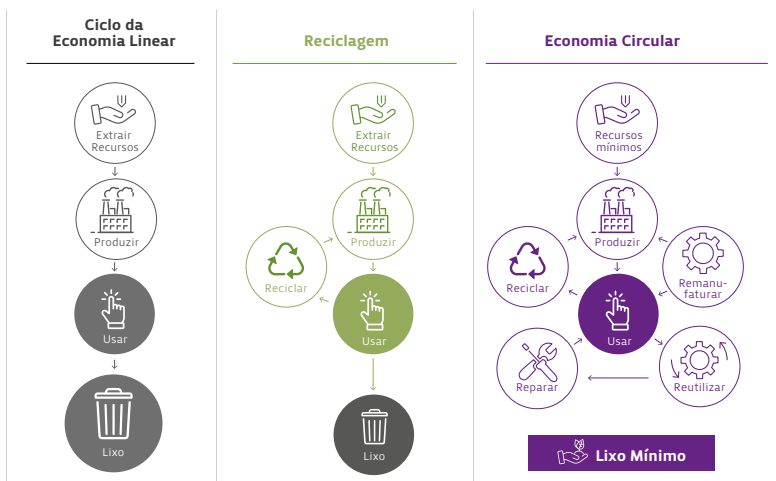 Ciclo da
Economia Linear
Extrair
Recursos
Produzir
Usar
Lixo
Reciclagem
Extrair
Recursos
Produzir
Reciclar
Usar
Lixo
Economia Circular
Recursos
mínimos
Produzir
Reciclar
Remanu-
faturar
Usar
Reparar
Reutilizar
Lixo Mínimo